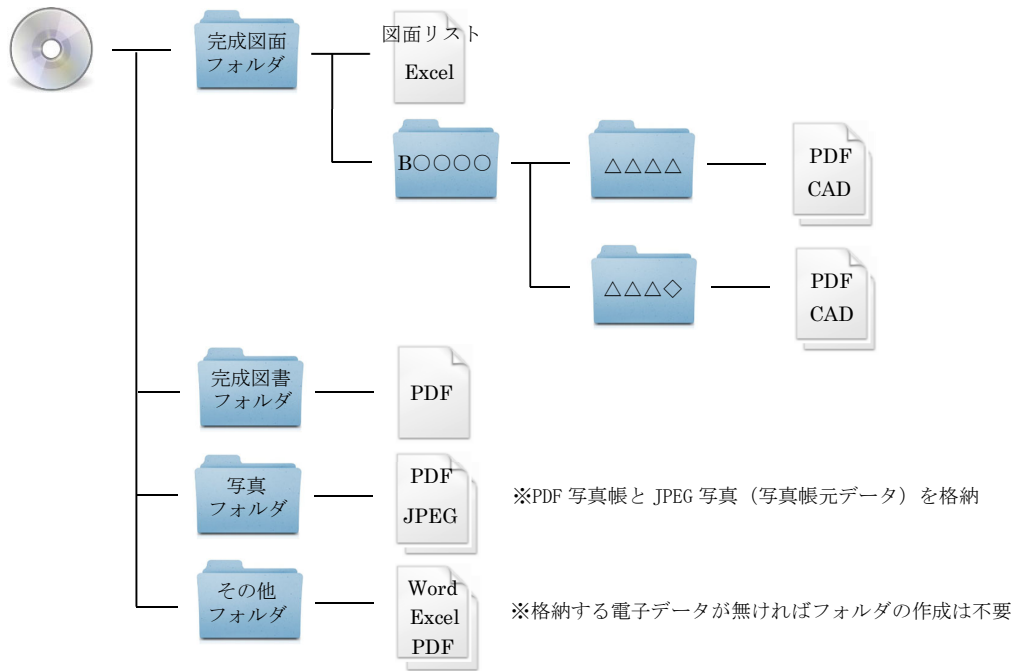 完成図面
フォルダ
図面リスト
Excel
B○○○○
△△△△
PDF
CAD
△△△◇
PDF
CAD
完成図書
フォルダ
PDF
写真
フォルダ
PDF
JPEG
※PDF 写真帳と JPEG 写真（写真帳元データ）を格納
その他
フォルダ
Word
Excel
PDF
※格納する電子データが無ければフォルダの作成は不要